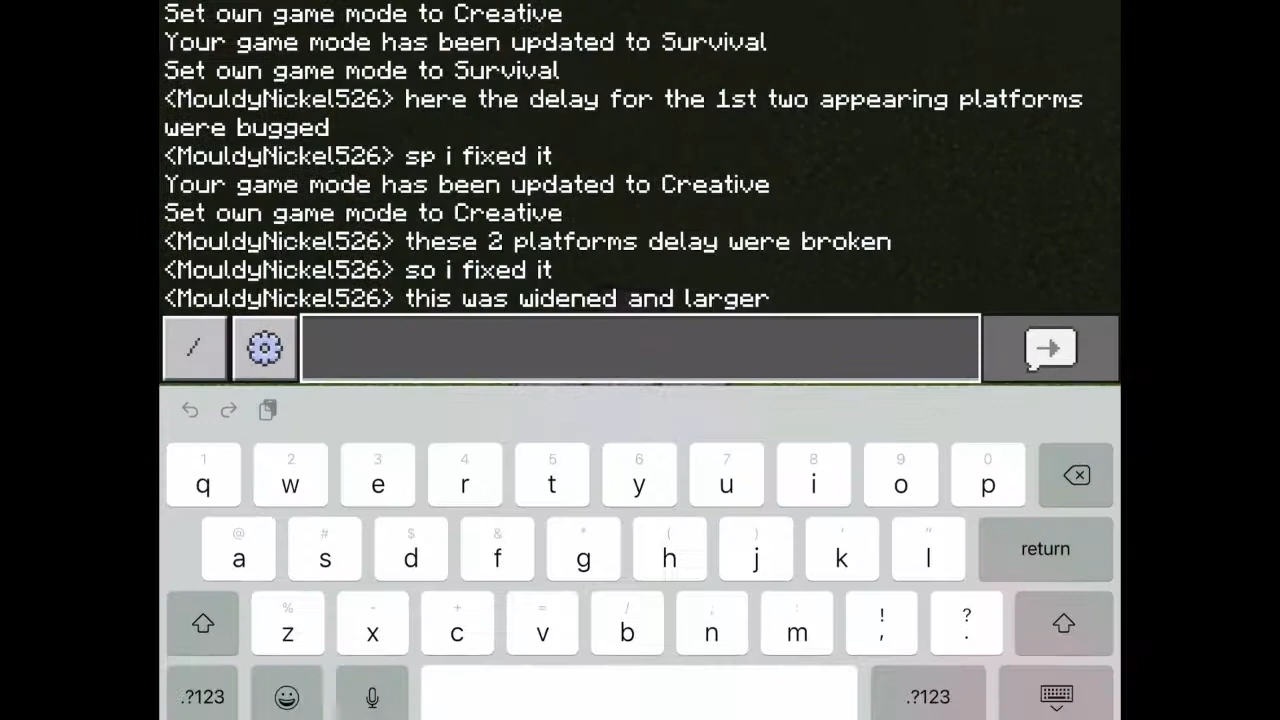 Set own game mode to Creative
Your game mode has been updated to Survival
Set own game mode to Survival
<MouldyNickel526> here the delay for the 1st two appearing platforms
were bugged
<MouldyNickel526> sp i fixed it
Your game mode has been updated to Creative
Set own game mode to Creative
<MouldyNickel526> these 2 platforms delay were broken
<MouldyNickel526> so i fixed it
<MouldyNickel526> this was widened and larger
/
1 2 3 4 5 6 7 8 9 0
q w e r t y u i o p
@ # $ & * ( ) ' "
a s d f g h j k l return
% - + = / ; : ! ?
z x c v b n m , .
.?123 .?123